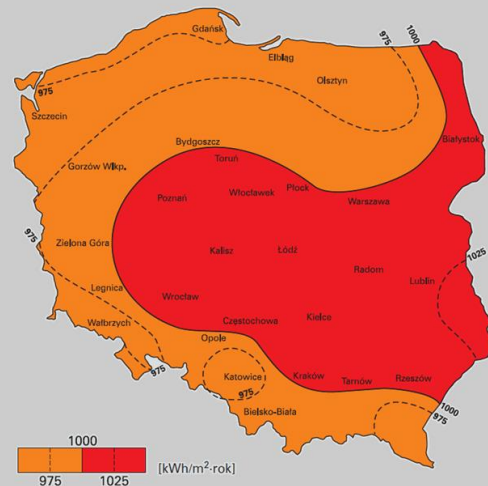 975
1000
Gdańsk
Elbląg
Olsztyn
975
Szczecin
Białystok
Bydgoszcz
Toruń
Gorzów Wlkp.
Włocławek
Płock
Poznań
Warszawa
975
Zielona Góra
Kalisz
Łódź
1025
Radom
Lublin
Legnica
Wrocław
Wałbrzych
Częstochowa
Kielce
Opole
975
Katowice
Kraków
Tarnów
Rzeszów
975
1000
975
Bielsko-Biała
1000
975
1025
[kWh/m²·rok]